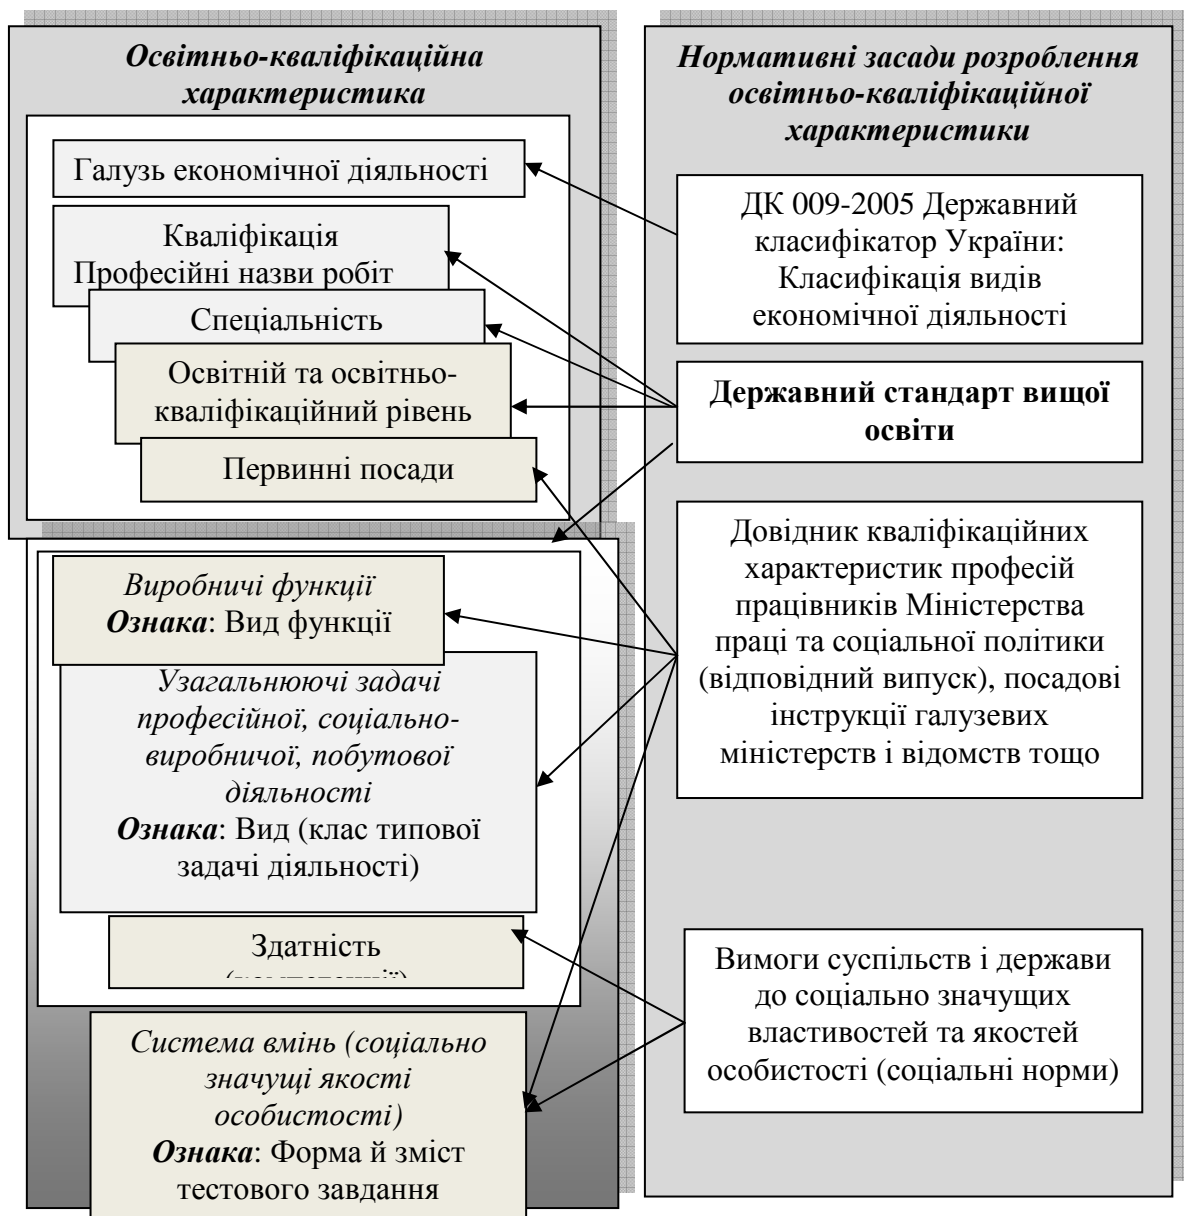 Освітньо-кваліфікаційна
характеристика
Галузь економічної діяльності
Кваліфікація
Професійні назви робіт
Спеціальність
Освітній та освітньо-
кваліфікаційний рівень
Первинні посади
Виробничі функції
Ознака: Вид функції
Узагальнюючі задачі
професійної, соціально-
виробничої, побутової
діяльності
Ознака: Вид (клас типової
задачі діяльності)
Здатність
Система вмінь (соціально
значущі якості
особистості)
Ознака: Форма й зміст
тестового завдання
Нормативні засади розроблення
освітньо-кваліфікаційної
характеристики
ДК 009-2005 Державний
класифікатор України:
Класифікація видів
економічної діяльності
Державний стандарт вищої
освіти
Довідник кваліфікаційних
характеристик професій
працівників Міністерства
праці та соціальної політики
(відповідний випуск), посадові
інструкції галузевих
міністерств і відомств тощо
Вимоги суспільств і держави
до соціально значущих
властивостей та якостей
особистості (соціальні норми)